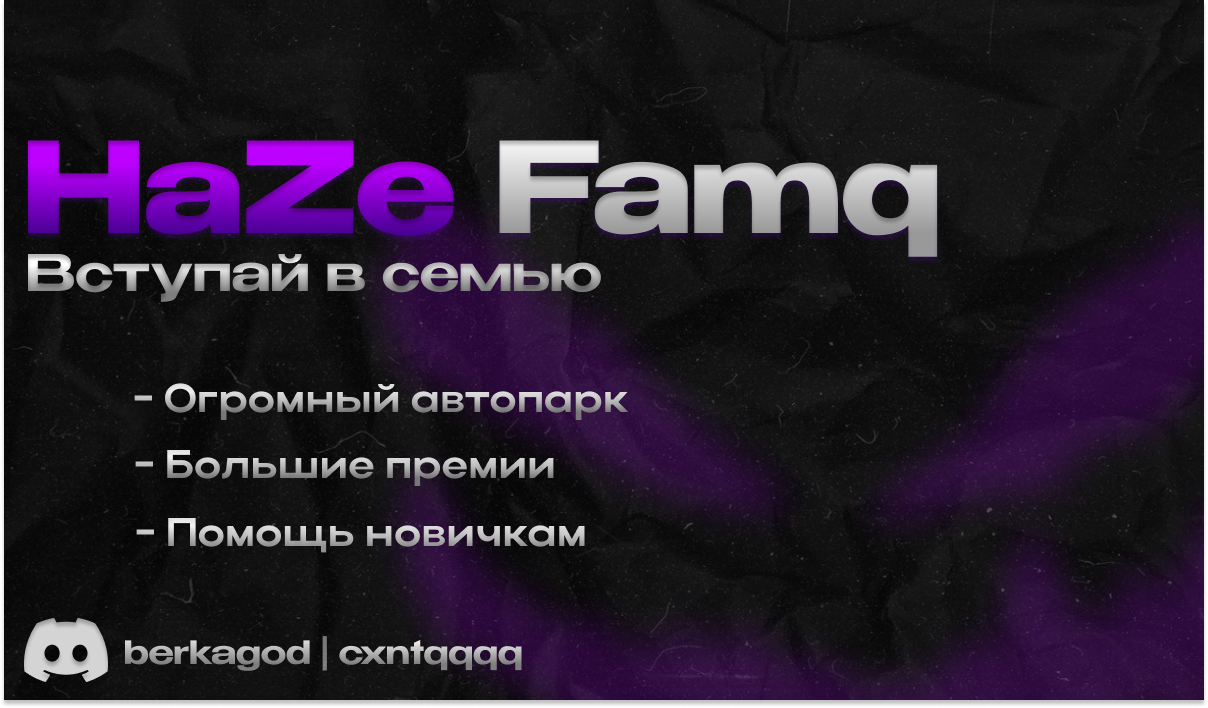 HaZe Famq
Вступай в семью
- Огромный автопарк
- Большие премии
- Помощь новичкам
berkagod | cxntqqqq